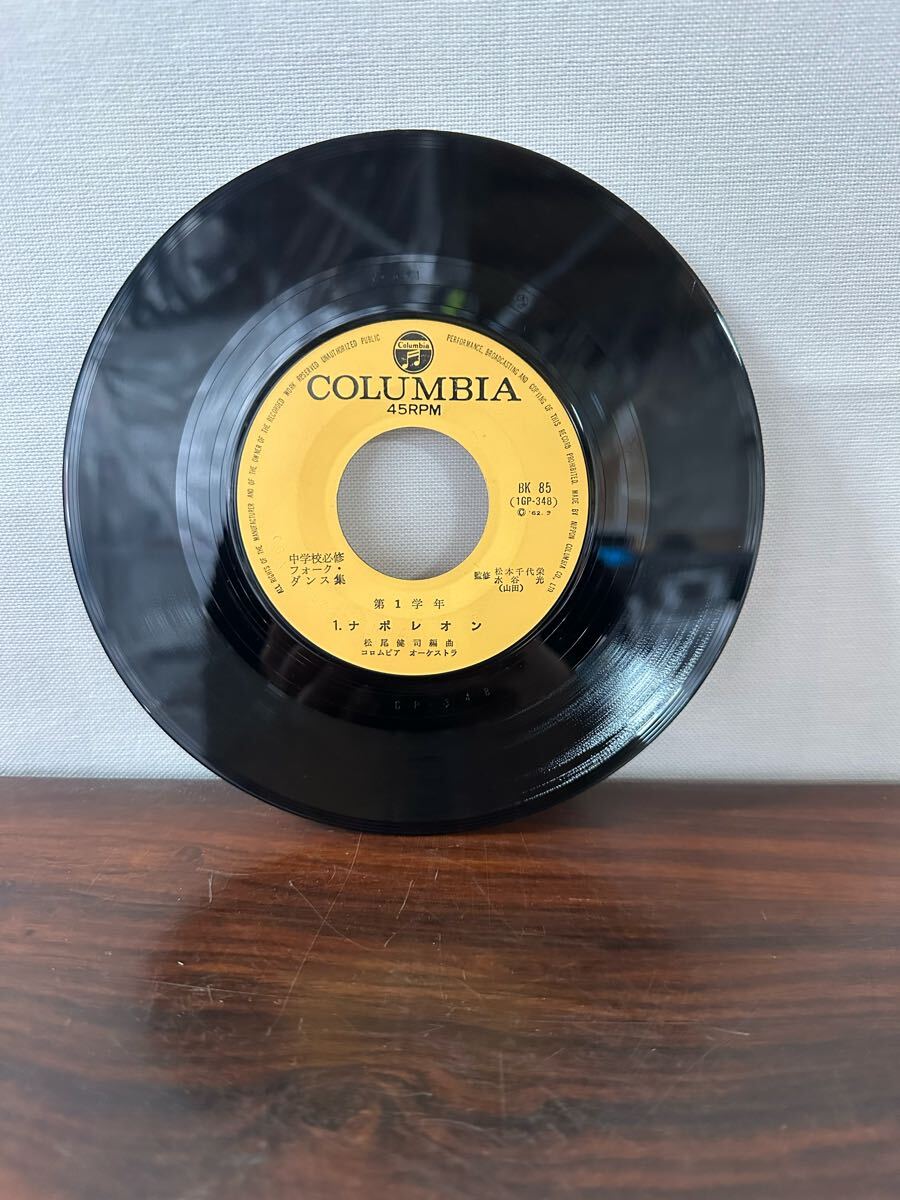 Columbia
COLUMBIA
45RPM
ALL RIGHTS OF THE MANUFACTURER AND OF THE OWNER OF THE RECORDED WORK RESERVED UNAUTHORIZED PUBLIC PERFORMANCE, BROADCASTING AND COPYING OF THIS RECORD PROHIBITED. MADE BY NIPPON COLUMBIA CO., LTD
BK 85
(1GP-348)
Ⓒ '62. 9
中学校必修
フォーク・
ダンス集
監修 松本千代栄
水谷 光
(山田)
第1学年
1. ナポレオン
松尾健司編曲
コロムビア オーケストラ
GP 348